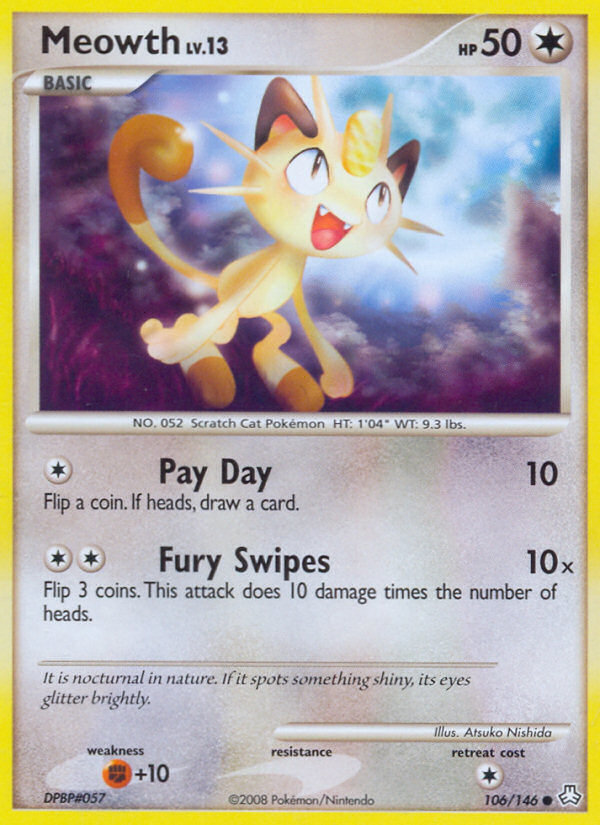 Meowth LV.13 HP 50
BASIC
NO. 052 Scratch Cat Pokémon HT: 1'04" WT: 9.3 lbs.
Pay Day 10
Flip a coin. If heads, draw a card.
Fury Swipes 10x
Flip 3 coins. This attack does 10 damage times the number of
heads.
It is nocturnal in nature. If it spots something shiny, its eyes
glitter brightly.
Illus. Atsuko Nishida
weakness resistance retreat cost
+10
DPBP#057 ©2008 Pokémon/Nintendo 106/146